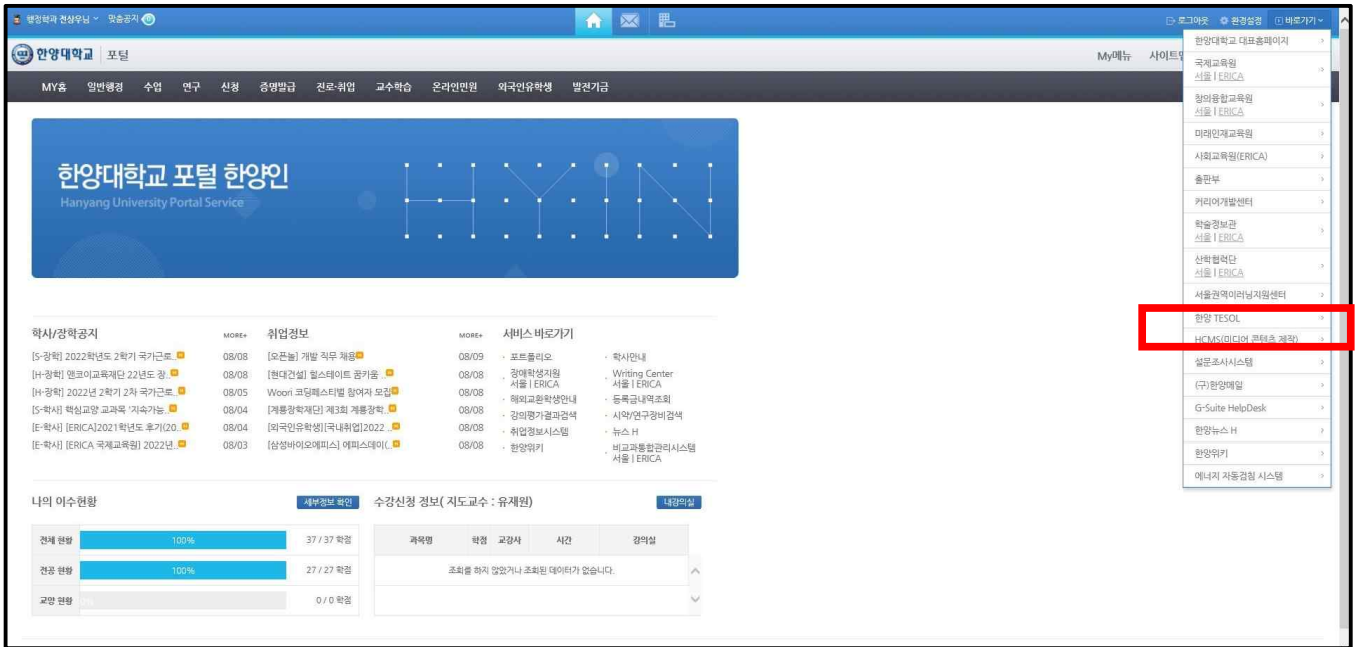 행정학과 전상우님 맞춤공지
로그아웃 환경설정 바로가기
한양대학교 포털
My메뉴 사이트맵
MY홈 일반행정 수업 연구 신청 증명발급 진로·취업 교수학습 온라인민원 외국인유학생 발전기금
한양대학교 포털 한양인
Hanyang University Portal Service
HYIN
한양대학교 대표홈페이지
국제교육원
서울 | ERICA
창의융합교육원
서울 | ERICA
미래인재교육원
사회교육원(ERICA)
출판부
커리어개발센터
학술정보관
서울 | ERICA
산학협력단
서울 | ERICA
서울권역이러닝지원센터
한양 TESOL
HCMS(미디어 콘텐츠 제작)
설문조사시스템
(구)한양메일
G-Suite HelpDesk
한양뉴스 H
한양위키
에너지 자동검침 시스템
학사/장학공지 MORE+
[S-장학] 2022학년도 2학기 국가근로.. 08/08
[H-장학] 앤코이교육재단 22년도 장.. 08/08
[H-장학] 2022년 2학기 2차 국가근로.. 08/05
[S-학사] 핵심교양 교과목 '지속가능.. 08/04
[E-학사] [ERICA]2021학년도 후기(20.. 08/04
[E-학사] [ERICA 국제교육원] 2022년.. 08/03
취업정보 MORE+
[오픈놀] 개발 직무 채용 08/09
[현대건설] 힐스테이트 꿈키움 .. 08/08
Woori 코딩페스티벌 참여자 모집 08/08
[계룡장학재단] 제3회 계룡장학.. 08/08
[외국인유학생][국내취업]2022 .. 08/08
[삼성바이오에피스] 에피스데이(.. 08/08
서비스 바로가기
포트폴리오
장애학생지원
서울 | ERICA
해외교환학생안내
강의평가결과검색
취업정보시스템
한양위키
학사안내
Writing Center
서울 | ERICA
등록금내역조회
시약/연구장비검색
뉴스 H
비교과통합관리시스템
서울 | ERICA
나의 이수현황 세부정보 확인
전체 현황 100% 37 / 37 학점
전공 현황 100% 27 / 27 학점
교양 현황 0 / 0 학점
수강신청 정보( 지도교수 : 유재원) 내강의실
과목명 학점 교강사 시간 강의실
조회를 하지 않았거나 조회된 데이터가 없습니다.